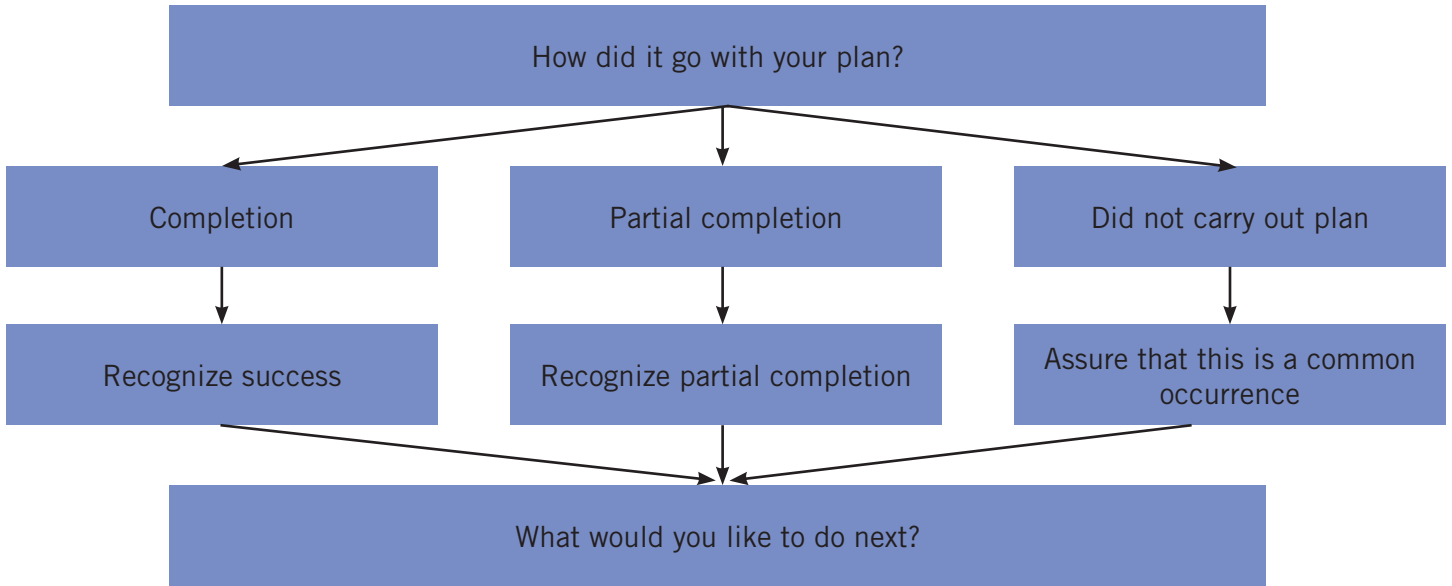 How did it go with your plan?
Completion
Partial completion
Did not carry out plan
Recognize success
Recognize partial completion
Assure that this is a common
occurrence
What would you like to do next?